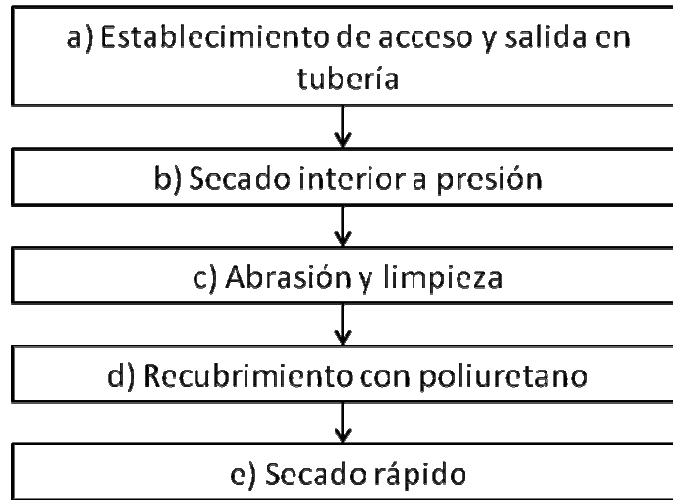 a) Establecimiento de acceso y salida en
tubería
b) Secado interior a presión
c) Abrasión y limpieza
d) Recubrimiento con poliuretano
e) Secado rápido